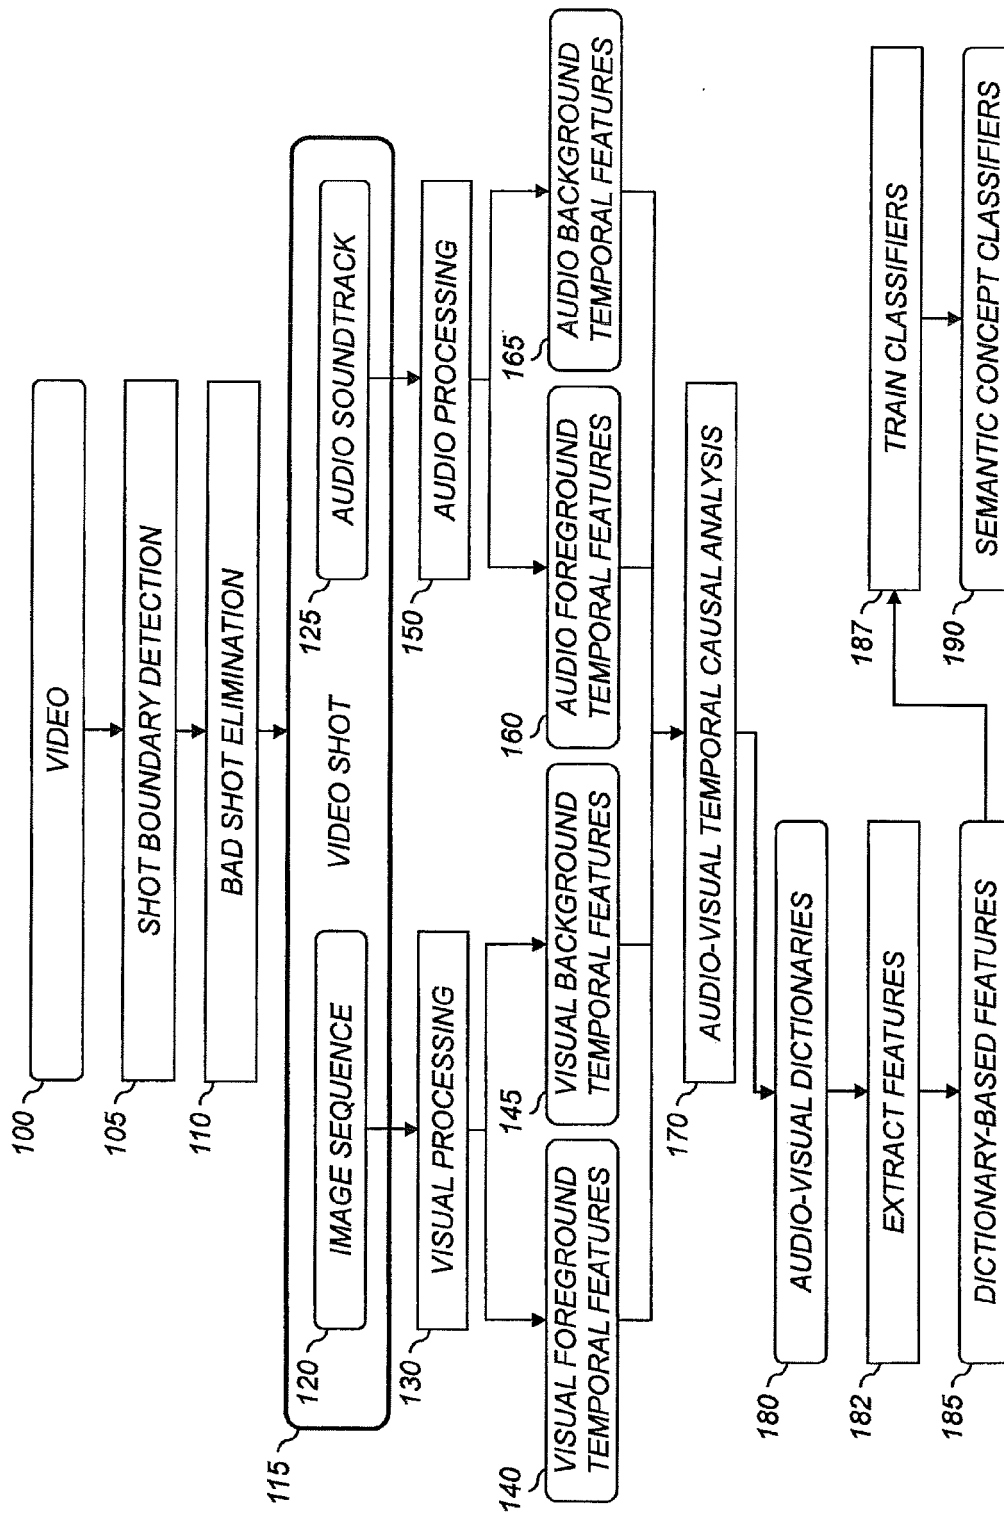 100
VIDEO
105
SHOT BOUNDARY DETECTION
110
BAD SHOT ELIMINATION
115
VIDEO SHOT
120
IMAGE SEQUENCE
125
AUDIO SOUNDTRACK
130
VISUAL PROCESSING
150
AUDIO PROCESSING
140
VISUAL FOREGROUND
TEMPORAL FEATURES
145
VISUAL BACKGROUND
TEMPORAL FEATURES
160
AUDIO FOREGROUND
TEMPORAL FEATURES
165
AUDIO BACKGROUND
TEMPORAL FEATURES
170
AUDIO-VISUAL TEMPORAL CAUSAL ANALYSIS
180
AUDIO-VISUAL DICTIONARIES
182
EXTRACT FEATURES
185
DICTIONARY-BASED FEATURES
187
TRAIN CLASSIFIERS
190
SEMANTIC CONCEPT CLASSIFIERS